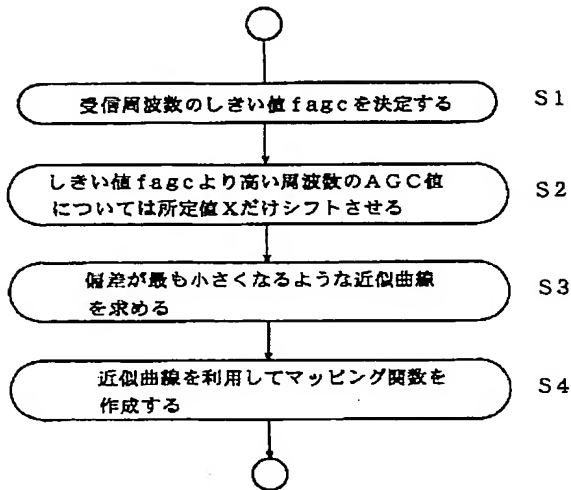 受信周波数のしきい値fagcを決定する
S1
しきい値fagcより高い周波数のAGC値
については所定値Xだけシフトさせる
S2
偏差が最も小さくなるような近似曲線
を求める
S3
近似曲線を利用してマッピング関数を
作成する
S4